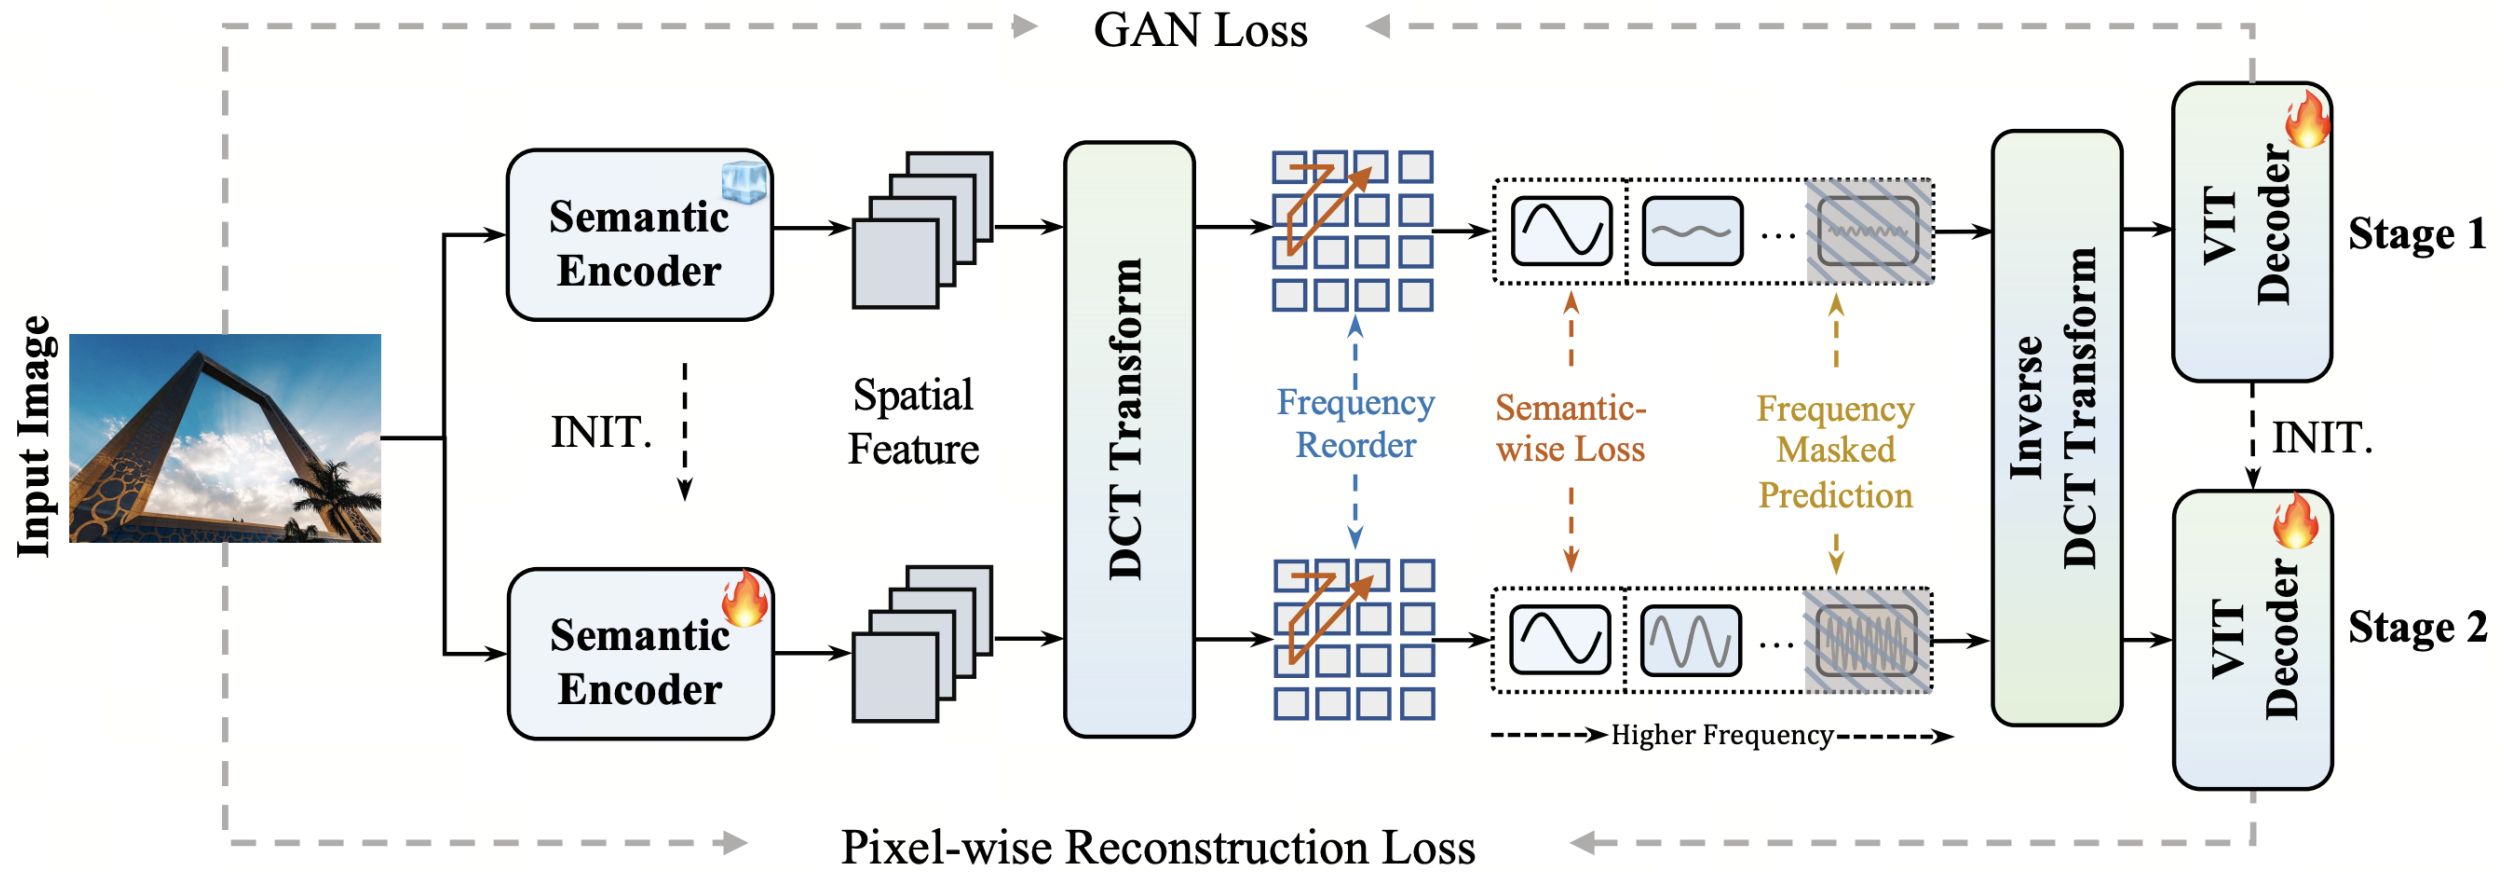 GAN Loss
Input Image
Semantic
Encoder
INIT.
Semantic
Encoder
Spatial
Feature
DCT Transform
Frequency
Reorder
Semantic-
wise Loss
Frequency
Masked
Prediction
...
...
Higher Frequency
Inverse
DCT Transform
VIT
Decoder
Stage 1
INIT.
VIT
Decoder
Stage 2
Pixel-wise Reconstruction Loss